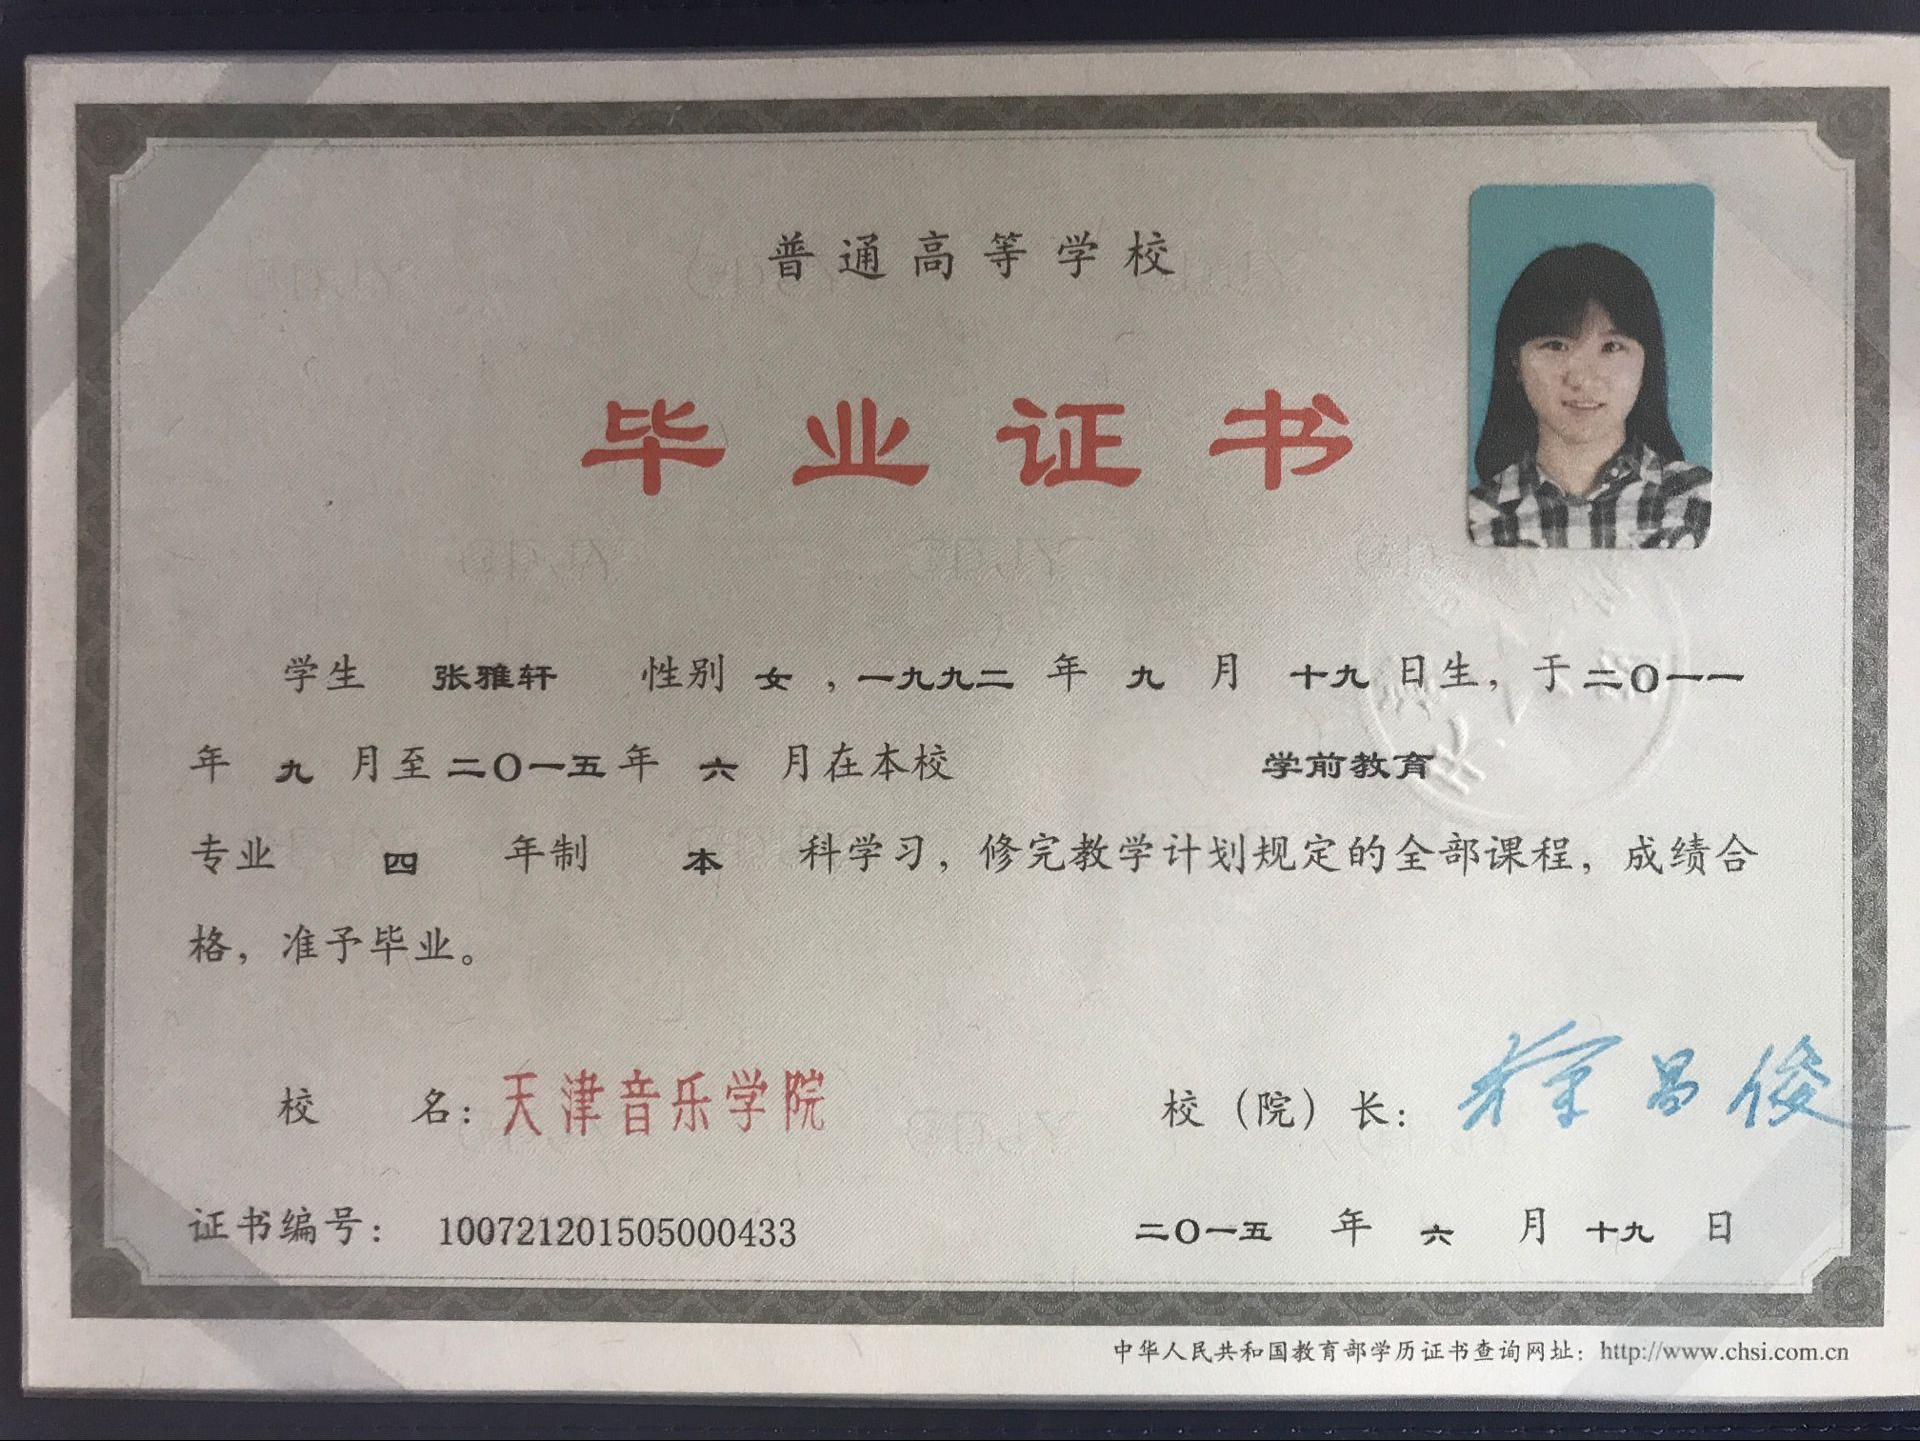 普通高等学校
毕业证书
学生 张雅轩 性别 女 ，一九九二 年 九 月 十九 日生，于 二〇一一
年 九 月至 二〇一五 年 六 月在本校 学前教育
专业 四 年制 本 科学习，修完教学计划规定的全部课程，成绩合
格，准予毕业。
校 名：天津音乐学院 校（院）长：
证书编号： 100721201505000433 二〇一五 年 六 月 十九 日
中华人民共和国教育部学历证书查询网址：http://www.chsi.com.cn